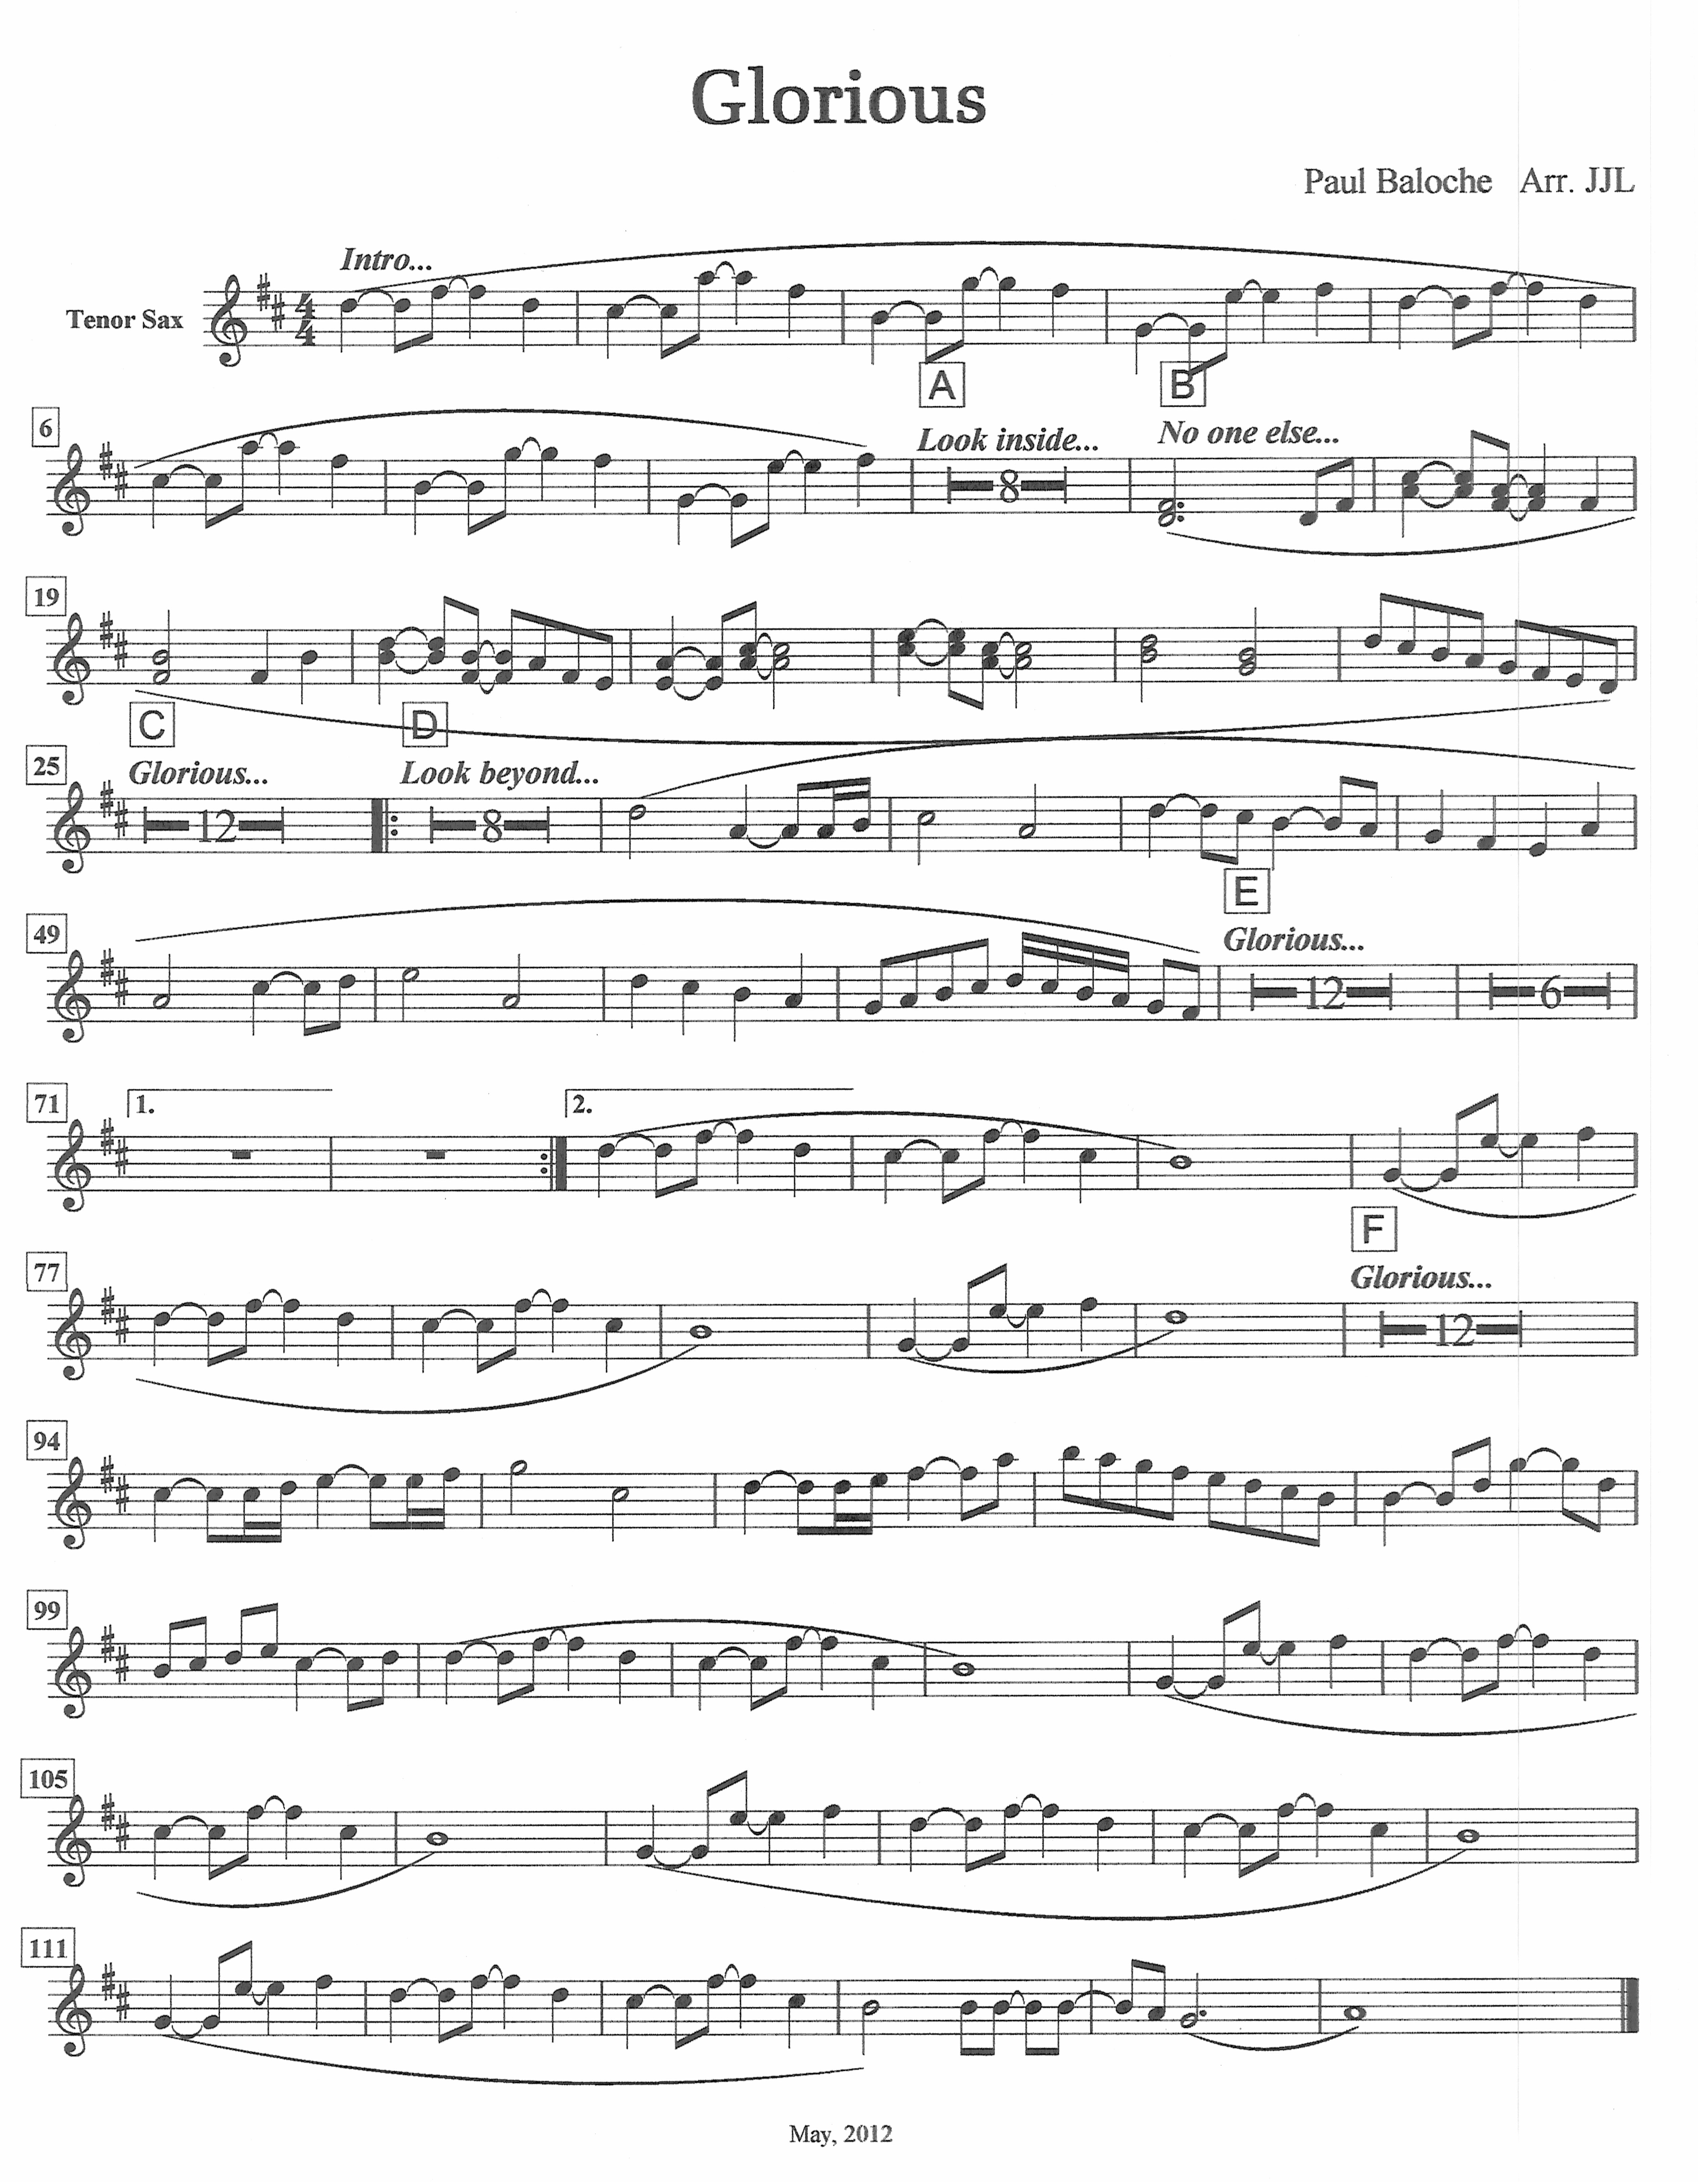 Glorious
Paul Baloche Arr. JJL
Intro...
Tenor Sax
4
4
A B
6 Look inside... No one else...
8
19
C D
25 Glorious... Look beyond...
12 8
E
49 Glorious...
12 6
71 1. 2.
F
77 Glorious...
12
94
99
105
111
May, 2012